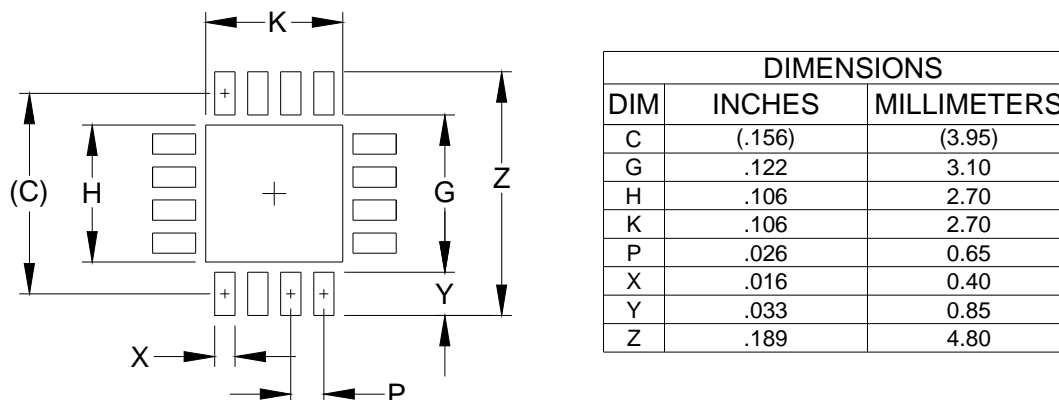 K
(C)
H
G
Z
Y
X
P
DIMENSIONS
DIM INCHES MILLIMETERS
C (.156) (3.95)
G .122 3.10
H .106 2.70
K .106 2.70
P .026 0.65
X .016 0.40
Y .033 0.85
Z .189 4.80